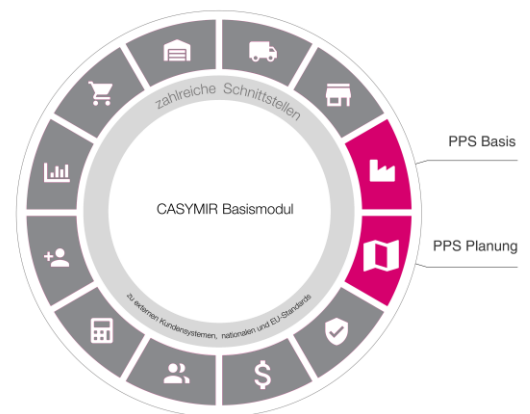 zahlreiche Schnittstellen
PPS Basis
CASYMIR Basismodul
PPS Planung
zu externen Kundensystemen, nationalen und EU-Standards